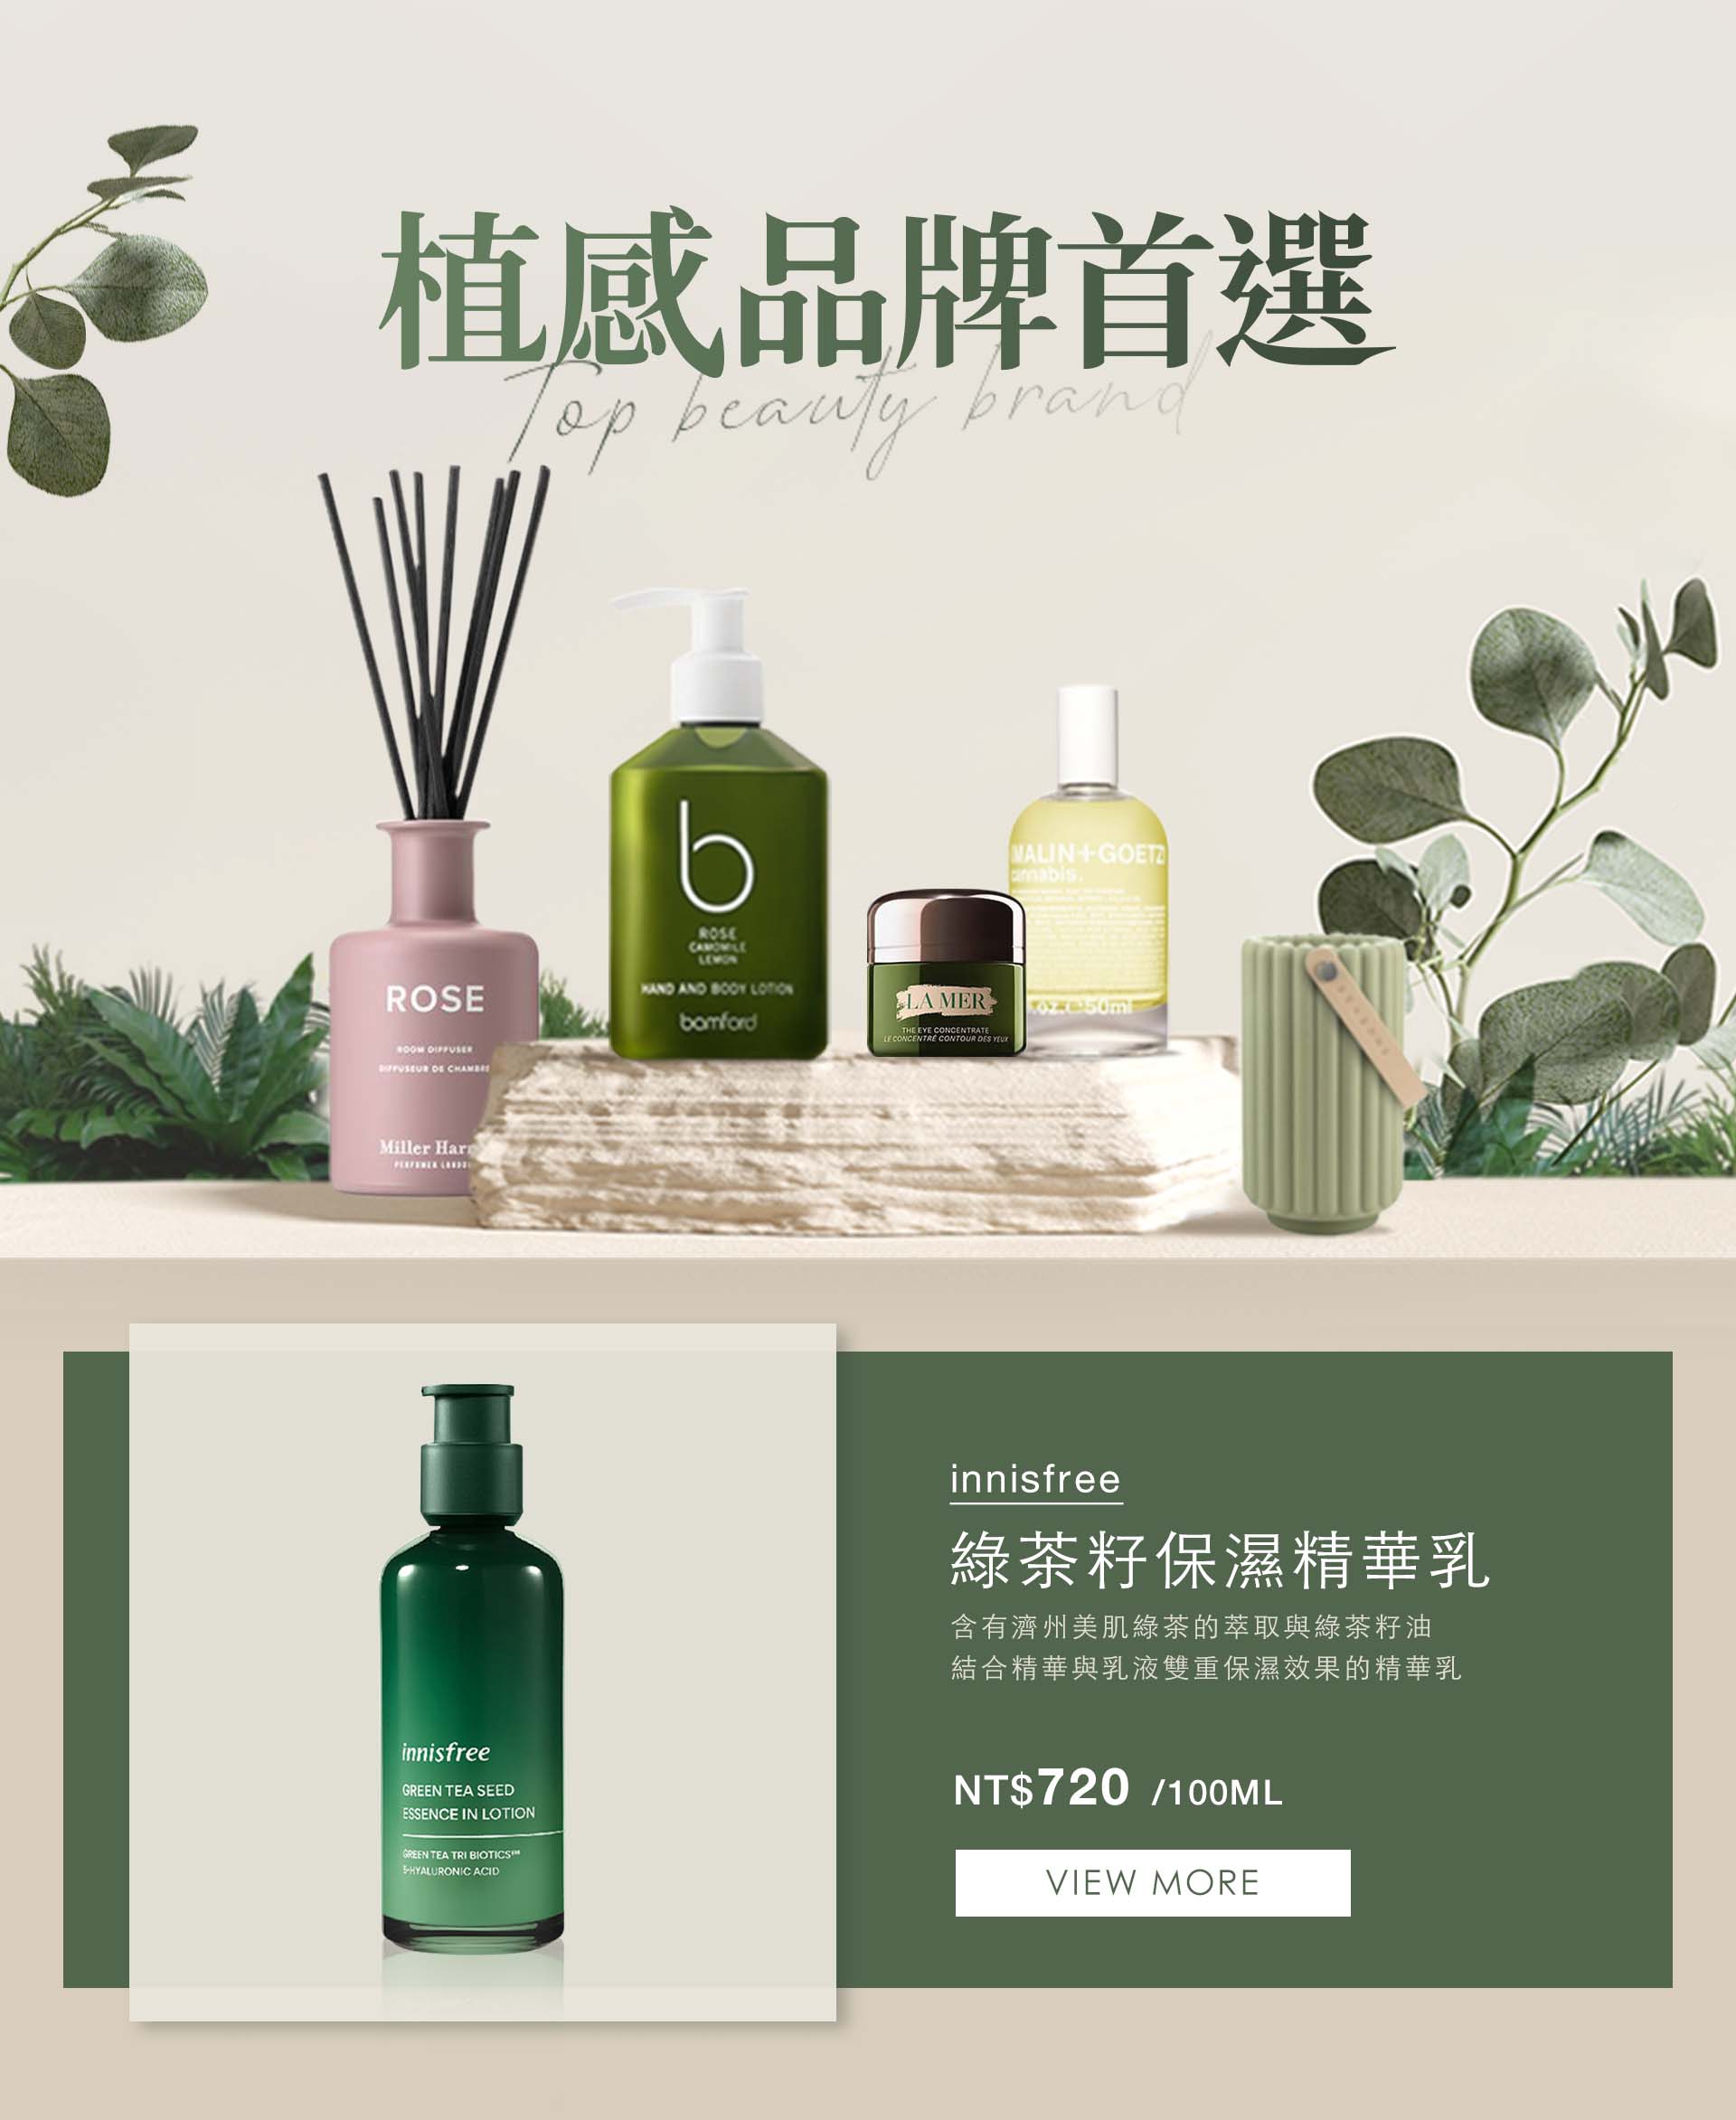 植感品牌首選
Top beauty brand
ROSE
ROOM DIFFUSER
DIFFUSEUR DE CHAMBRE
Miller Har
PERFUMER LONDO
b
ROSE
CAMOMILE
LEMON
HAND AND BODY LOTION
bamford
LA MER
THE EYE CONCENTRATE
LE CONCENTRÉ CONTOUR DES YEUX
MALIN+GOETZ
cannabis.
50ml
innisfree
GREEN TEA SEED
ESSENCE IN LOTION
GREEN TEA TRI BIOTICS™
5-HYALURONIC ACID
innisfree
綠茶籽保濕精華乳
含有濟州美肌綠茶的萃取與綠茶籽油
結合精華與乳液雙重保濕效果的精華乳
NT$720 /100ML
VIEW MORE